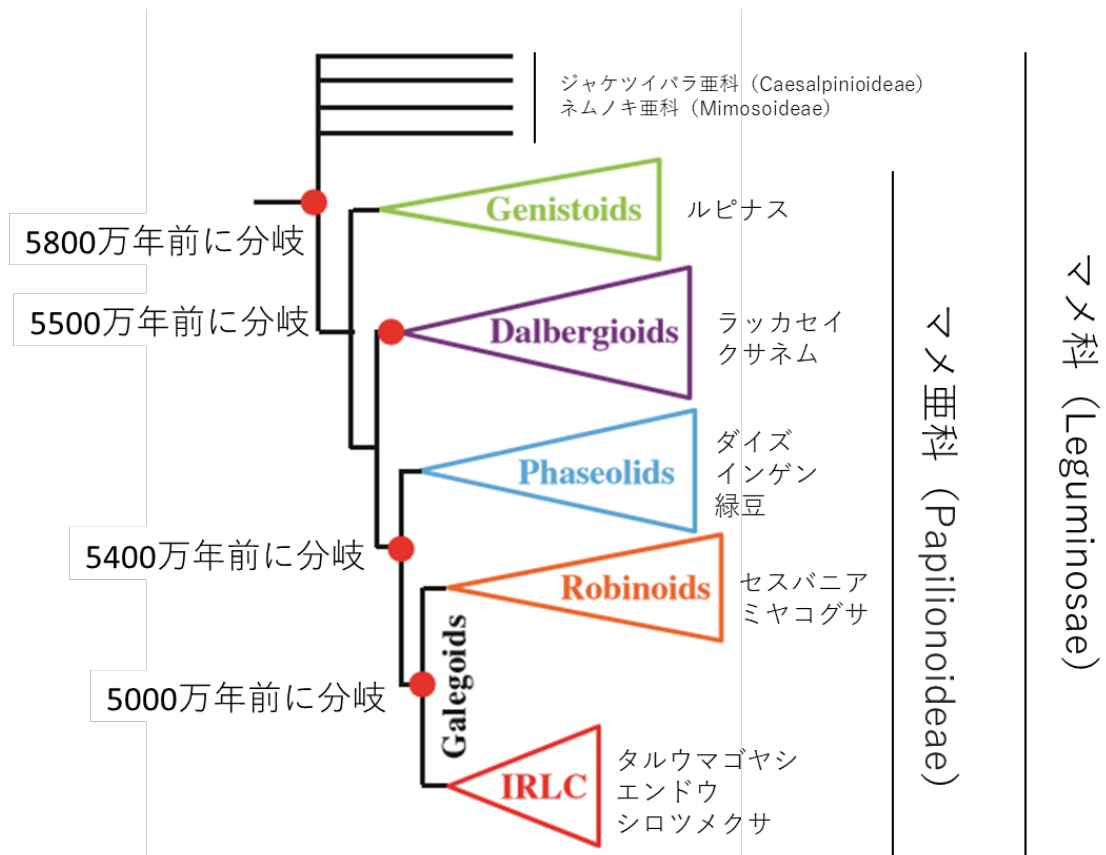 ジャケツイバラ亜科（Caesalpinioideae）
ネムノキ亜科（Mimosoideae）
Genistoids
ルピナス
5800万年前に分岐
5500万年前に分岐
Dalbergioids
ラッカセイ
クサネム
Phaseolids
ダイズ
インゲン
緑豆
5400万年前に分岐
Robinoids
セスバニア
ミヤコグサ
Galegoids
5000万年前に分岐
IRLC
タルウマゴヤシ
エンドウ
シロツメクサ
マメ亜科（Papilionoideae）
マメ科（Leguminosae）